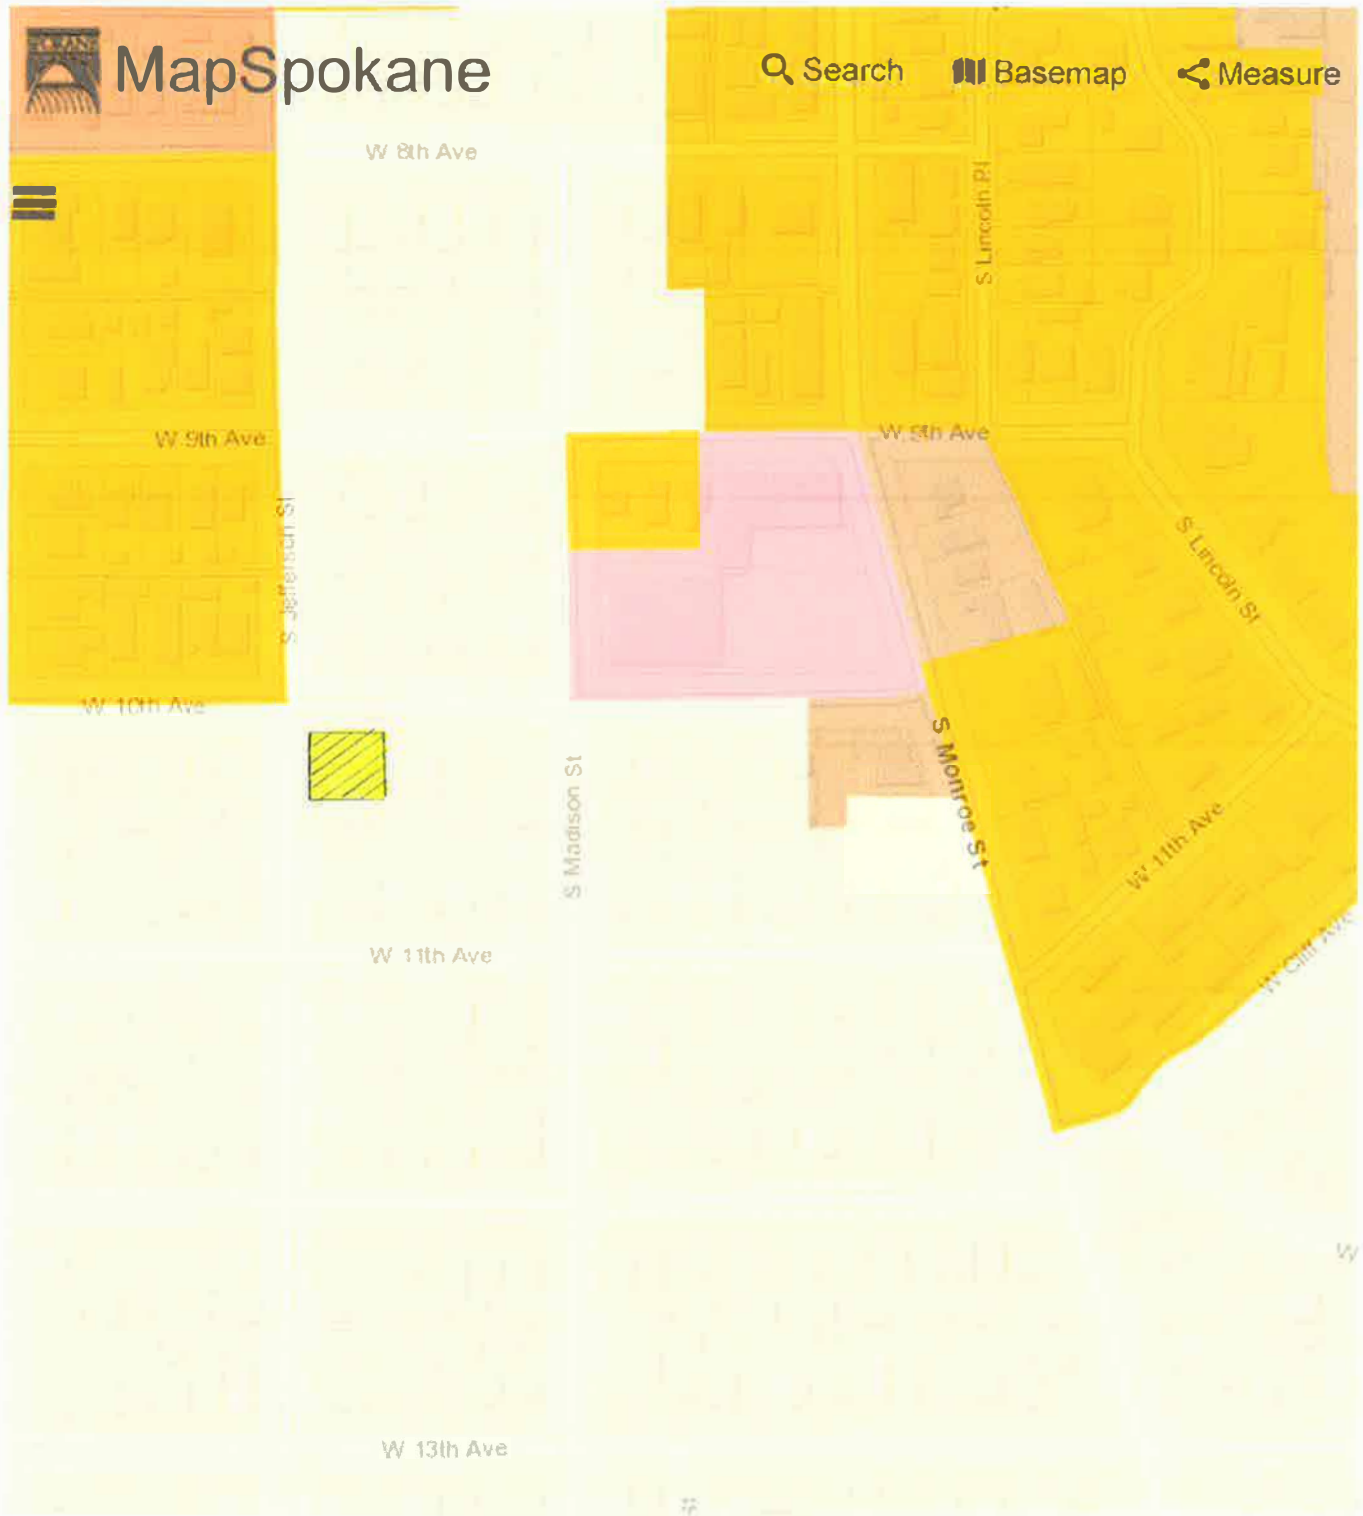 SPOKANE
MapSpokane
Search
Basemap
Measure
W 8th Ave
S Lincoln Pl
W 9th Ave
W 9th Ave
S Jefferson St
S Lincoln St
W 10th Ave
S Monroe St
S Madison St
W 11th Ave
W 11th Ave
W Cliff Ave
W
W 13th Ave